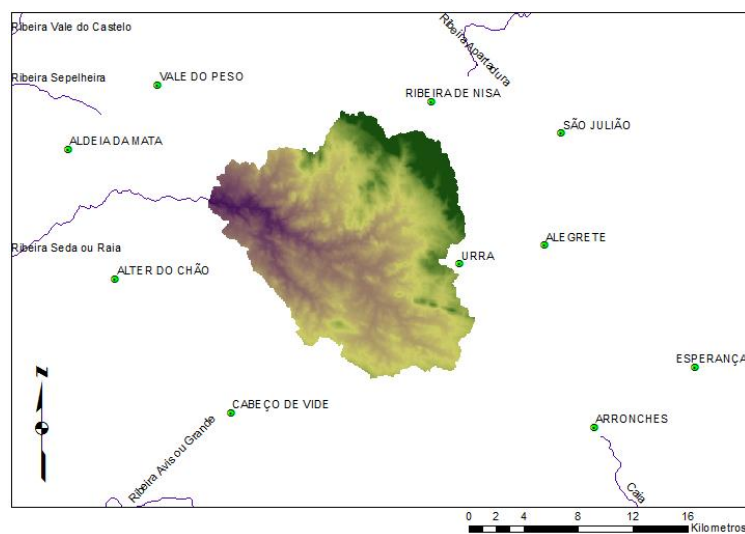 Ribeira Vale do Castelo
Ribeira Apartadura
Ribeira Sepelheira
VALE DO PESO
RIBEIRA DE NISA
SÃO JULIÃO
ALDEIA DA MATA
ALEGRETE
Ribeira Seda ou Raia
URRA
ALTER DO CHÃO
ESPERANÇA
N
CABEÇO DE VIDE
ARRONCHES
Ribeira Avis ou Grande
Caia
0 2 4 8 12 16
Kilometros